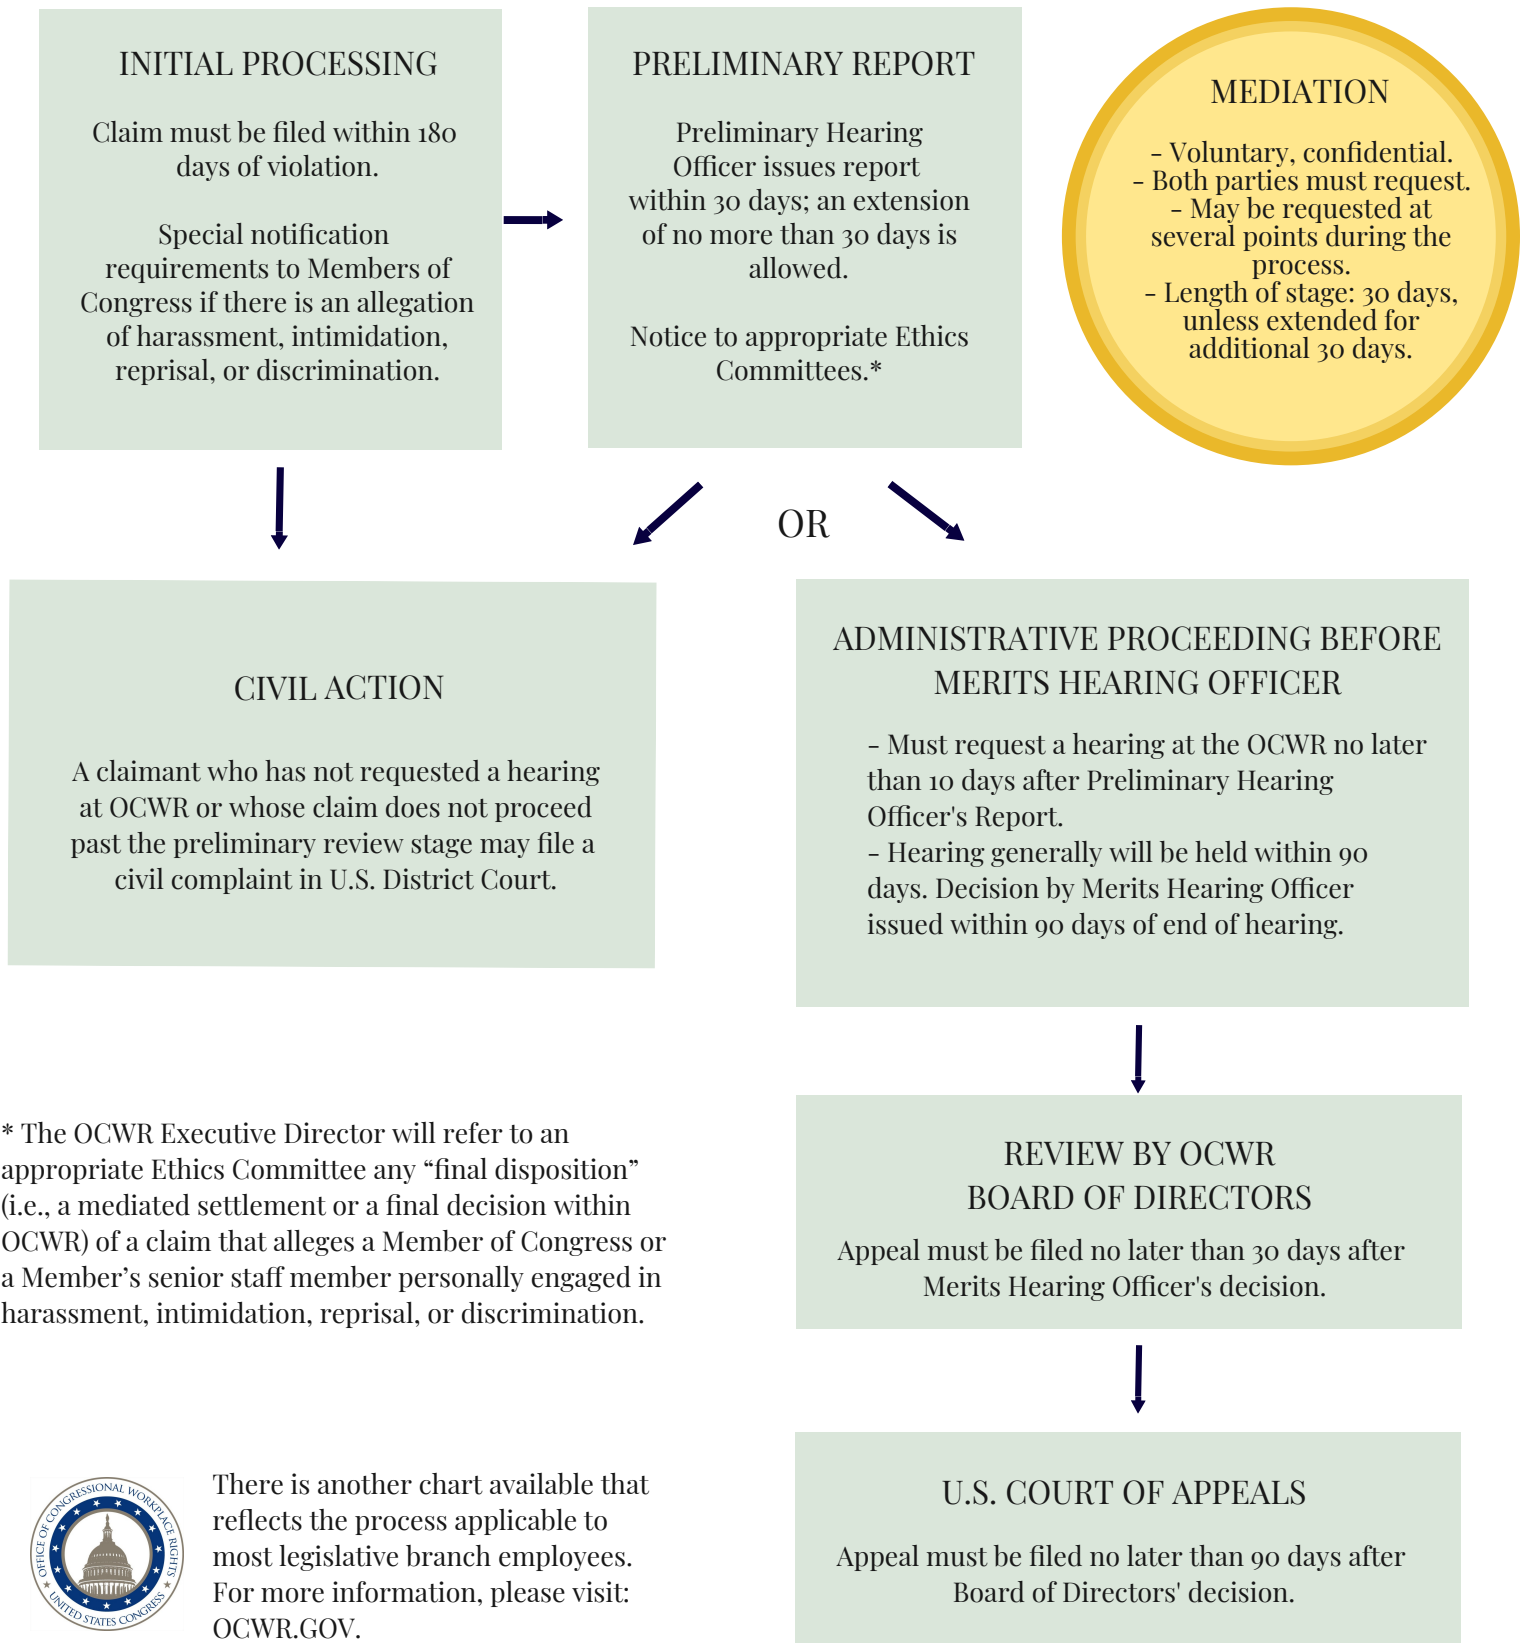 INITIAL PROCESSING
Claim must be filed within 180
days of violation.
Special notification
requirements to Members of
Congress if there is an allegation
of harassment, intimidation,
reprisal, or discrimination.
PRELIMINARY REPORT
Preliminary Hearing
Officer issues report
within 30 days; an extension
of no more than 30 days is
allowed.
Notice to appropriate Ethics
Committees.*
MEDIATION
- Voluntary, confidential.
- Both parties must request.
- May be requested at
several points during the
process.
- Length of stage: 30 days,
unless extended for
additional 30 days.
OR
CIVIL ACTION
A claimant who has not requested a hearing
at OCWR or whose claim does not proceed
past the preliminary review stage may file a
civil complaint in U.S. District Court.
ADMINISTRATIVE PROCEEDING BEFORE
MERITS HEARING OFFICER
- Must request a hearing at the OCWR no later
than 10 days after Preliminary Hearing
Officer's Report.
- Hearing generally will be held within 90
days. Decision by Merits Hearing Officer
issued within 90 days of end of hearing.
REVIEW BY OCWR
BOARD OF DIRECTORS
Appeal must be filed no later than 30 days after
Merits Hearing Officer's decision.
* The OCWR Executive Director will refer to an
appropriate Ethics Committee any “final disposition”
(i.e., a mediated settlement or a final decision within
OCWR) of a claim that alleges a Member of Congress or
a Member’s senior staff member personally engaged in
harassment, intimidation, reprisal, or discrimination.
U.S. COURT OF APPEALS
Appeal must be filed no later than 90 days after
Board of Directors' decision.
OFFICE OF CONGRESSIONAL WORKPLACE RIGHTS
UNITED STATES CONGRESS
There is another chart available that
reflects the process applicable to
most legislative branch employees.
For more information, please visit:
OCWR.GOV.